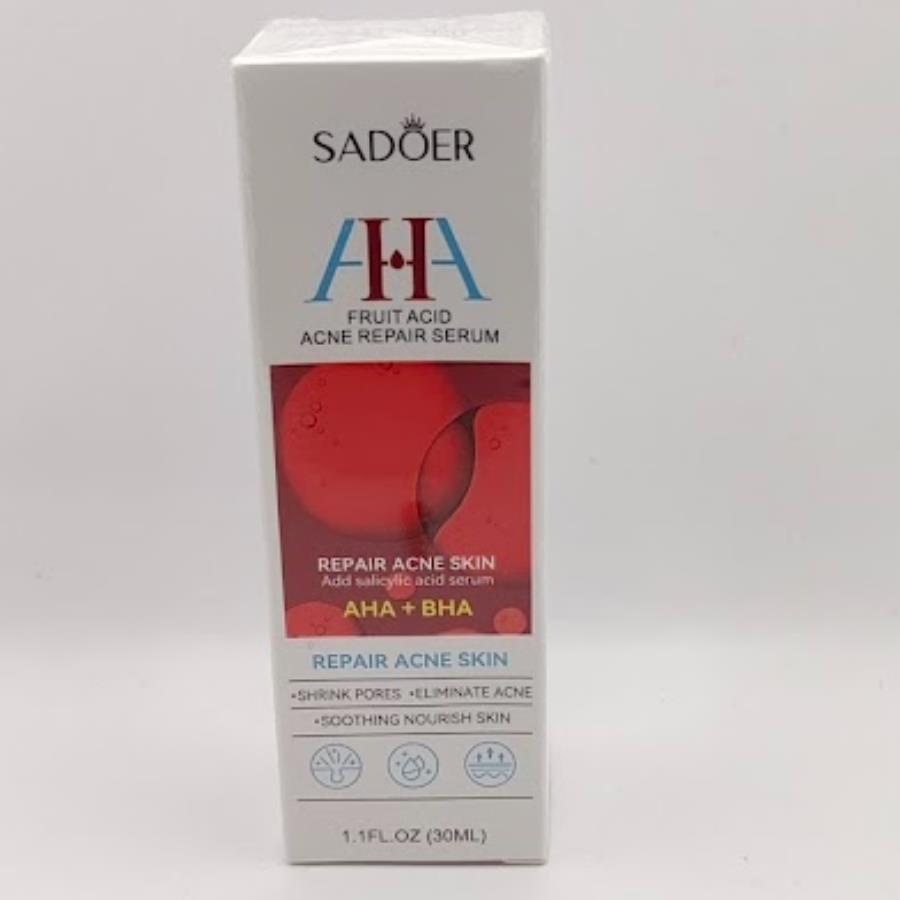 SADOER
AHA
FRUIT ACID
ACNE REPAIR SERUM
REPAIR ACNE SKIN
Add salicylic acid serum
AHA + BHA
REPAIR ACNE SKIN
•SHRINK PORES •ELIMINATE ACNE
•SOOTHING NOURISH SKIN
1.1FL.OZ (30ML)